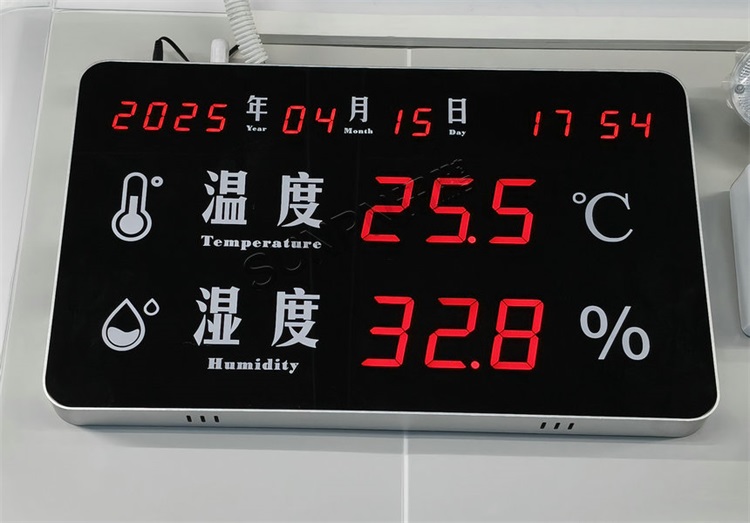 2025 年 Year 04 月 Month 15 日 Day 17 54
温度 Temperature 25.5 ℃
湿度 Humidity 32.8 %